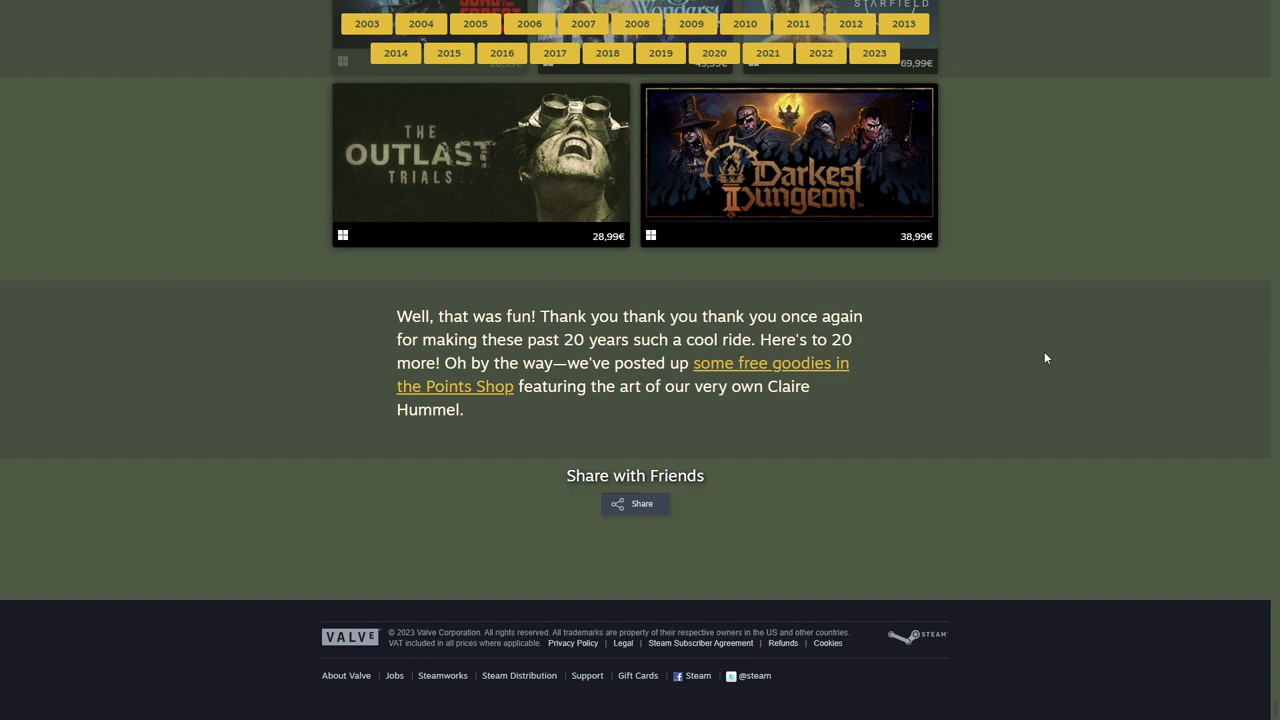 STARFIELD
2003 2004 2005 2006 2007 2008 2009 2010 2011 2012 2013
2014 2015 2016 2017 2018 2019 2020 2021 2022 2023
69,99€
THE
OUTLAST
TRIALS
Darkest
Dungeon
II
28,99€
38,99€
Well, that was fun! Thank you thank you thank you once again
for making these past 20 years such a cool ride. Here's to 20
more! Oh by the way—we've posted up some free goodies in
the Points Shop featuring the art of our very own Claire
Hummel.
Share with Friends
Share
VALVE © 2023 Valve Corporation. All rights reserved. All trademarks are property of their respective owners in the US and other countries.
VAT included in all prices where applicable. Privacy Policy | Legal | Steam Subscriber Agreement | Refunds | Cookies
STEAM
About Valve | Jobs | Steamworks | Steam Distribution | Support | Gift Cards | Steam | @steam